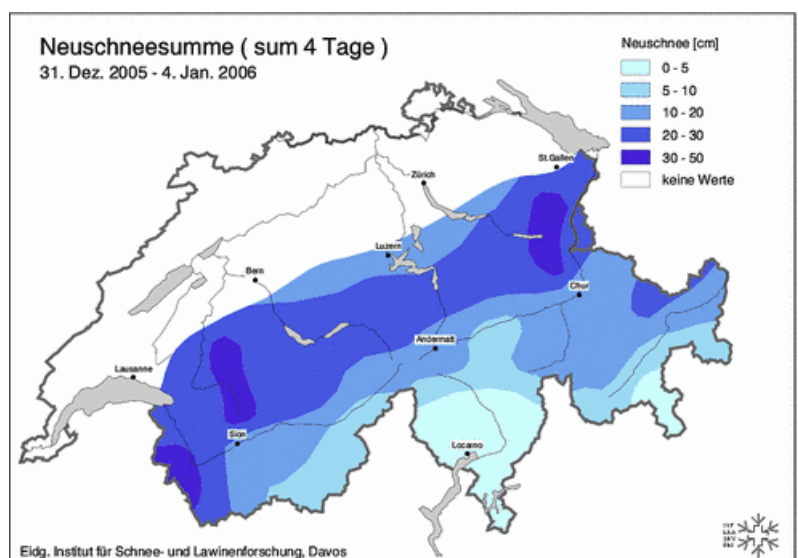 Neuschneesumme ( sum 4 Tage )
31. Dez. 2005 - 4. Jan. 2006
Neuschnee [cm]
0 - 5
5 - 10
10 - 20
20 - 30
30 - 50
keine Werte
St.Gallen
Zürich
Luzern
Bern
Chur
Andermatt
Lausanne
Sion
Locarno
Eidg. Institut für Schnee- und Lawinenforschung, Davos